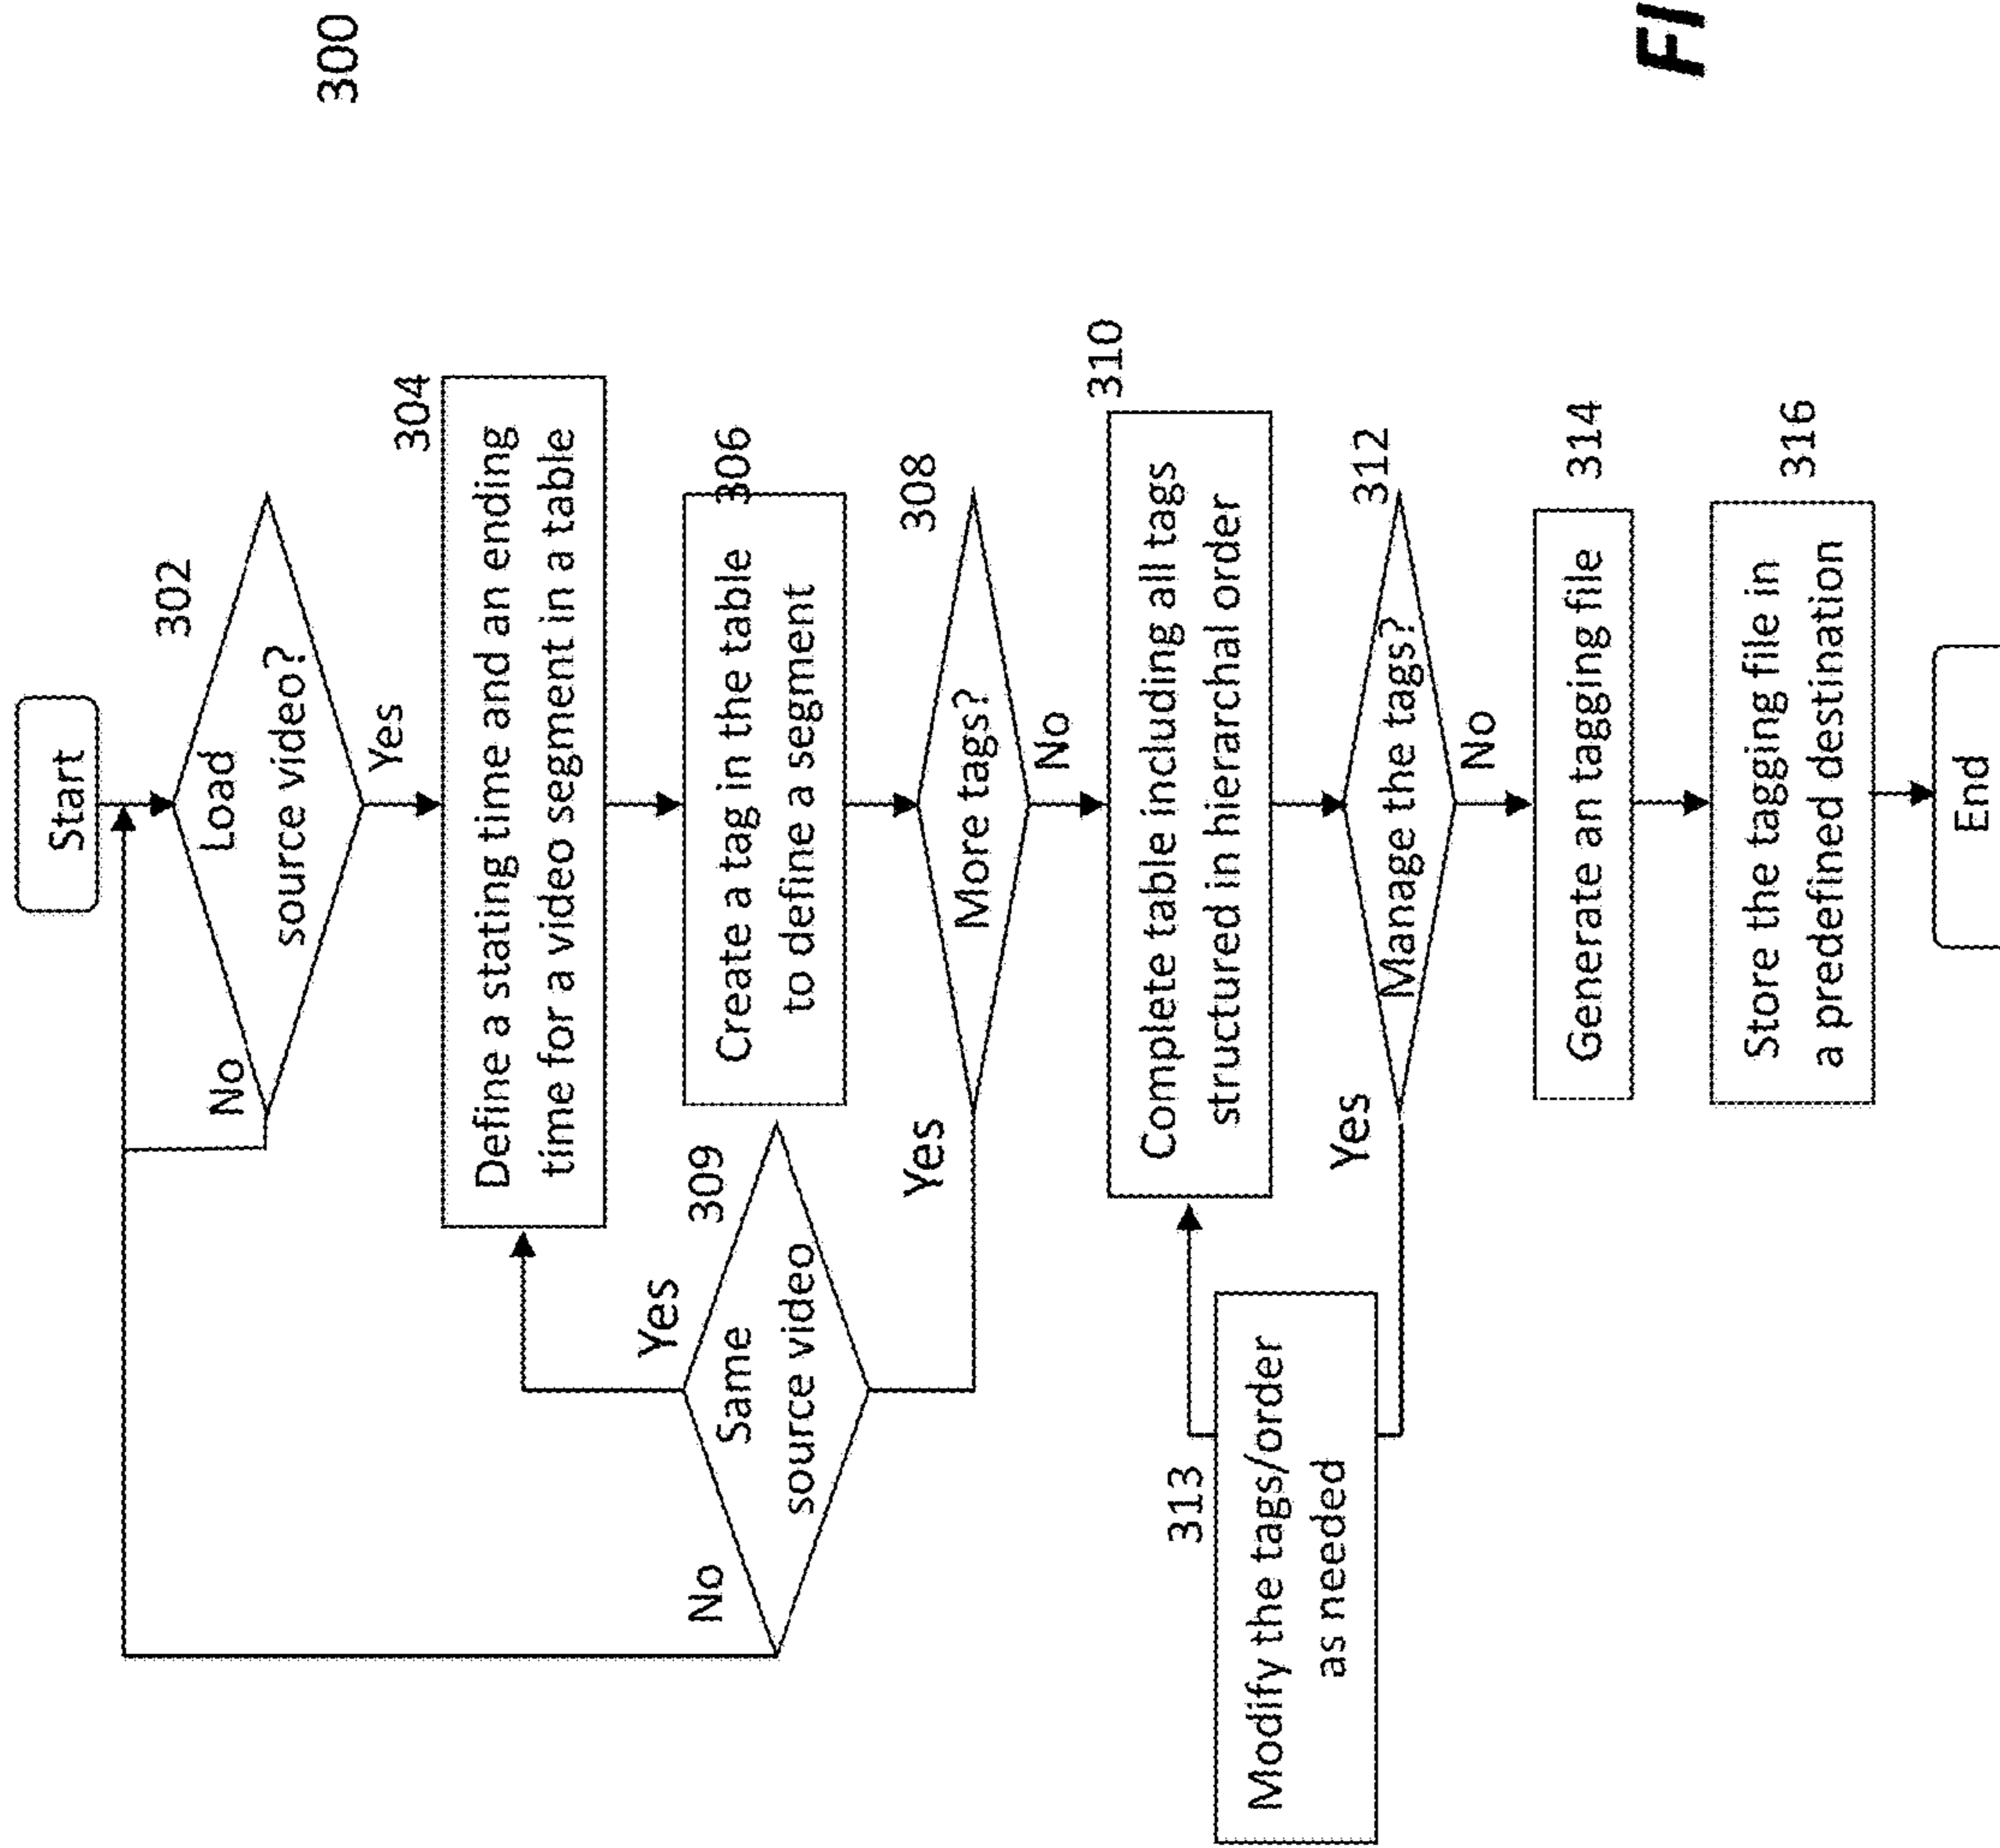 300
Start
302
Load
source video?
No
Yes
304
Define a stating time and an ending
time for a video segment in a table
306
Create a tag in the table
to define a segment
308
More tags?
Yes
No
309
Same
source video
Yes
No
310
Complete table including all tags
structured in hierarchal order
312
Manage the tags?
Yes
No
313
Modify the tags/order
as needed
314
Generate an tagging file
316
Store the tagging file in
a predefined destination
End
FI